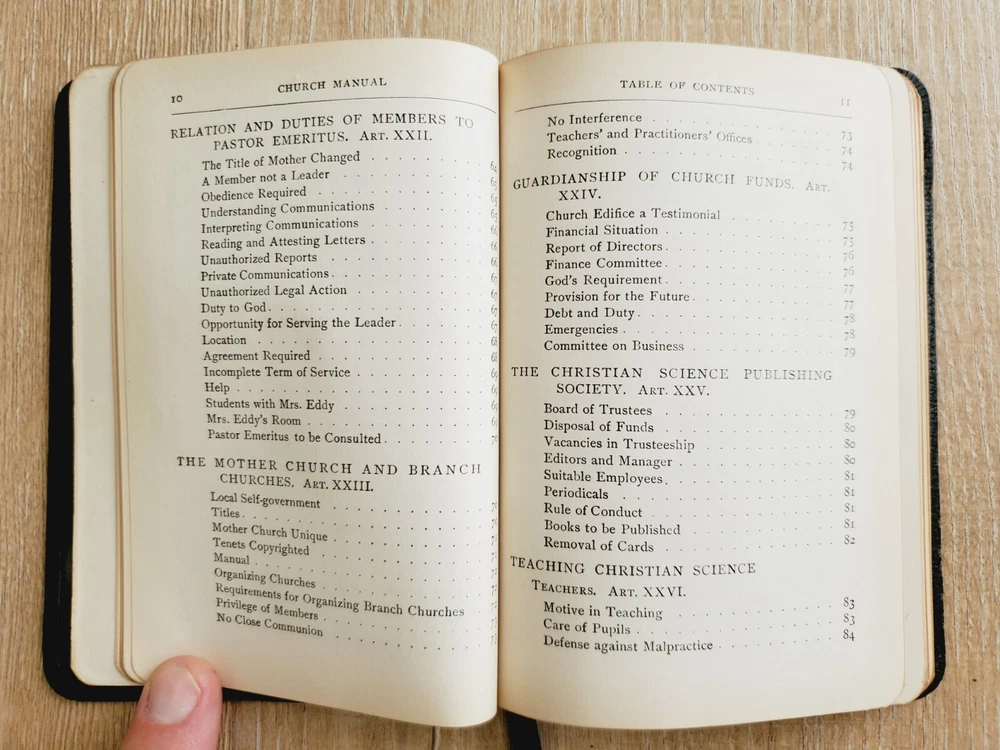 10
CHURCH MANUAL
RELATION AND DUTIES OF MEMBERS TO
PASTOR EMERITUS. ART. XXII.
The Title of Mother Changed . . . . . . . 64
A Member not a Leader . . . . . . . . 65
Obedience Required . . . . . . . . .
Understanding Communications . . . . . .
Interpreting Communications . . . . . . .
Reading and Attesting Letters . . . . . . .
Unauthorized Reports . . . . . . . . .
Private Communications . . . . . . . .
Unauthorized Legal Action . . . . . . .
Duty to God . . . . . . . . . . .
Opportunity for Serving the Leader . . . . .
Location . . . . . . . . . . . .
Agreement Required . . . . . . . . .
Incomplete Term of Service . . . . . . .
Help . . . . . . . . . . . . .
Students with Mrs. Eddy . . . . . . . .
Mrs. Eddy's Room . . . . . . . . . .
Pastor Emeritus to be Consulted . . . . . .
THE MOTHER CHURCH AND BRANCH
CHURCHES. ART. XXIII.
Local Self-government . . . . . . . . .
Titles . . . . . . . . . . . . .
Mother Church Unique . . . . . . . .
Tenets Copyrighted . . . . . . . . .
Manual . . . . . . . . . . . .
Organizing Churches . . . . . . . . .
Requirements for Organizing Branch Churches
Privilege of Members . . . . . . . . .
No Close Communion . . . . . . . .
TABLE OF CONTENTS
11
No Interference . . . . . . . . . . 73
Teachers' and Practitioners' Offices . . . . . 74
Recognition . . . . . . . . . . . 74
GUARDIANSHIP OF CHURCH FUNDS. ART.
XXIV.
Church Edifice a Testimonial . . . . . . . 75
Financial Situation . . . . . . . . . 75
Report of Directors . . . . . . . . . 76
Finance Committee . . . . . . . . . 76
God's Requirement . . . . . . . . . 77
Provision for the Future . . . . . . . . 77
Debt and Duty . . . . . . . . . . 78
Emergencies . . . . . . . . . . . 78
Committee on Business . . . . . . . . 79
THE CHRISTIAN SCIENCE PUBLISHING
SOCIETY. ART. XXV.
Board of Trustees . . . . . . . . . 79
Disposal of Funds . . . . . . . . . 80
Vacancies in Trusteeship . . . . . . . . 80
Editors and Manager . . . . . . . . . 80
Suitable Employees . . . . . . . . . 81
Periodicals . . . . . . . . . . . 81
Rule of Conduct . . . . . . . . . . 81
Books to be Published . . . . . . . . 81
Removal of Cards . . . . . . . . . . 82
TEACHING CHRISTIAN SCIENCE
TEACHERS. ART. XXVI.
Motive in Teaching . . . . . . . . . 83
Care of Pupils . . . . . . . . . . 83
Defense against Malpractice . . . . . . . 84